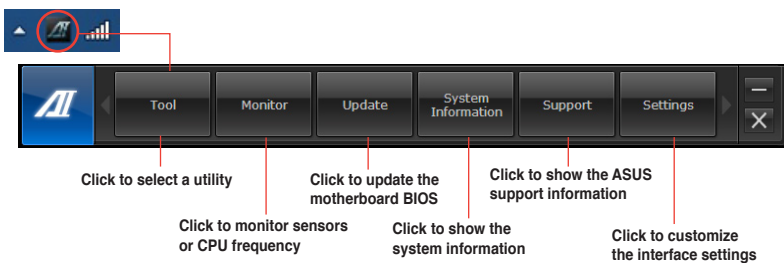 Tool
Monitor
Update
System
Information
Support
Settings
Click to select a utility
Click to update the
motherboard BIOS
Click to show the ASUS
support information
Click to monitor sensors
or CPU frequency
Click to show the
system information
Click to customize
the interface settings